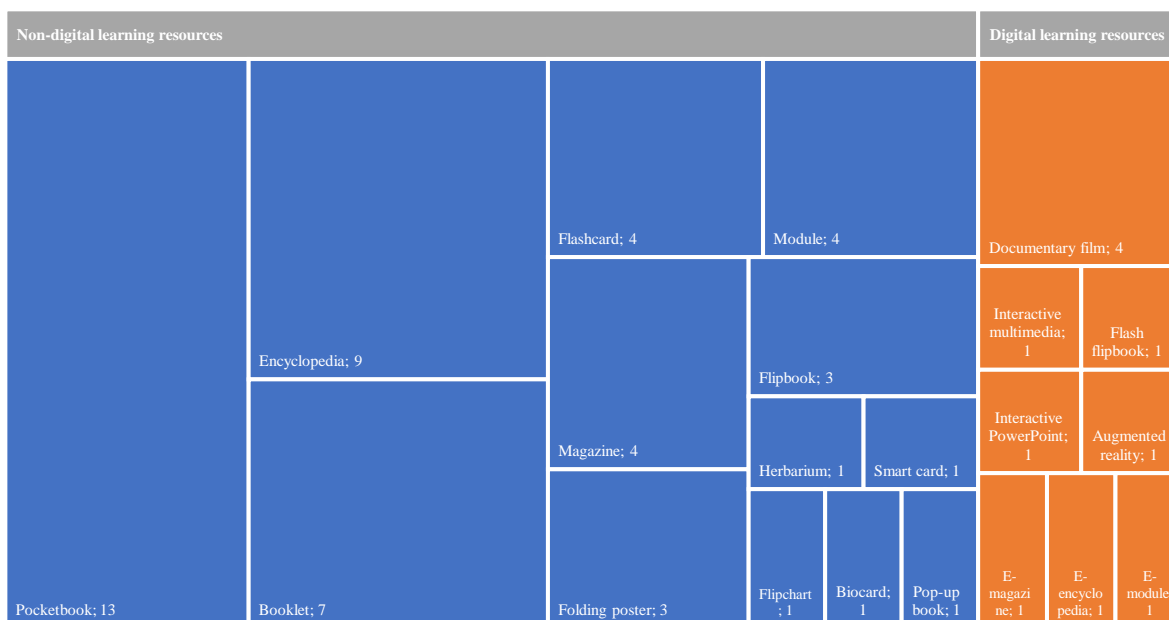 Non-digital learning resources
Digital learning resources
Pocketbook; 13
Encyclopedia; 9
Booklet; 7
Flashcard; 4
Module; 4
Magazine; 4
Folding poster; 3
Flipbook; 3
Herbarium; 1
Smart card; 1
Flipchart
; 1
Biocard;
1
Pop-up
book; 1
Documentary film; 4
Interactive
multimedia;
1
Flash
flipbook; 1
Interactive
PowerPoint;
1
Augmented
reality; 1
E-
magazi
ne; 1
E-
encyclo
pedia; 1
E-
module
1